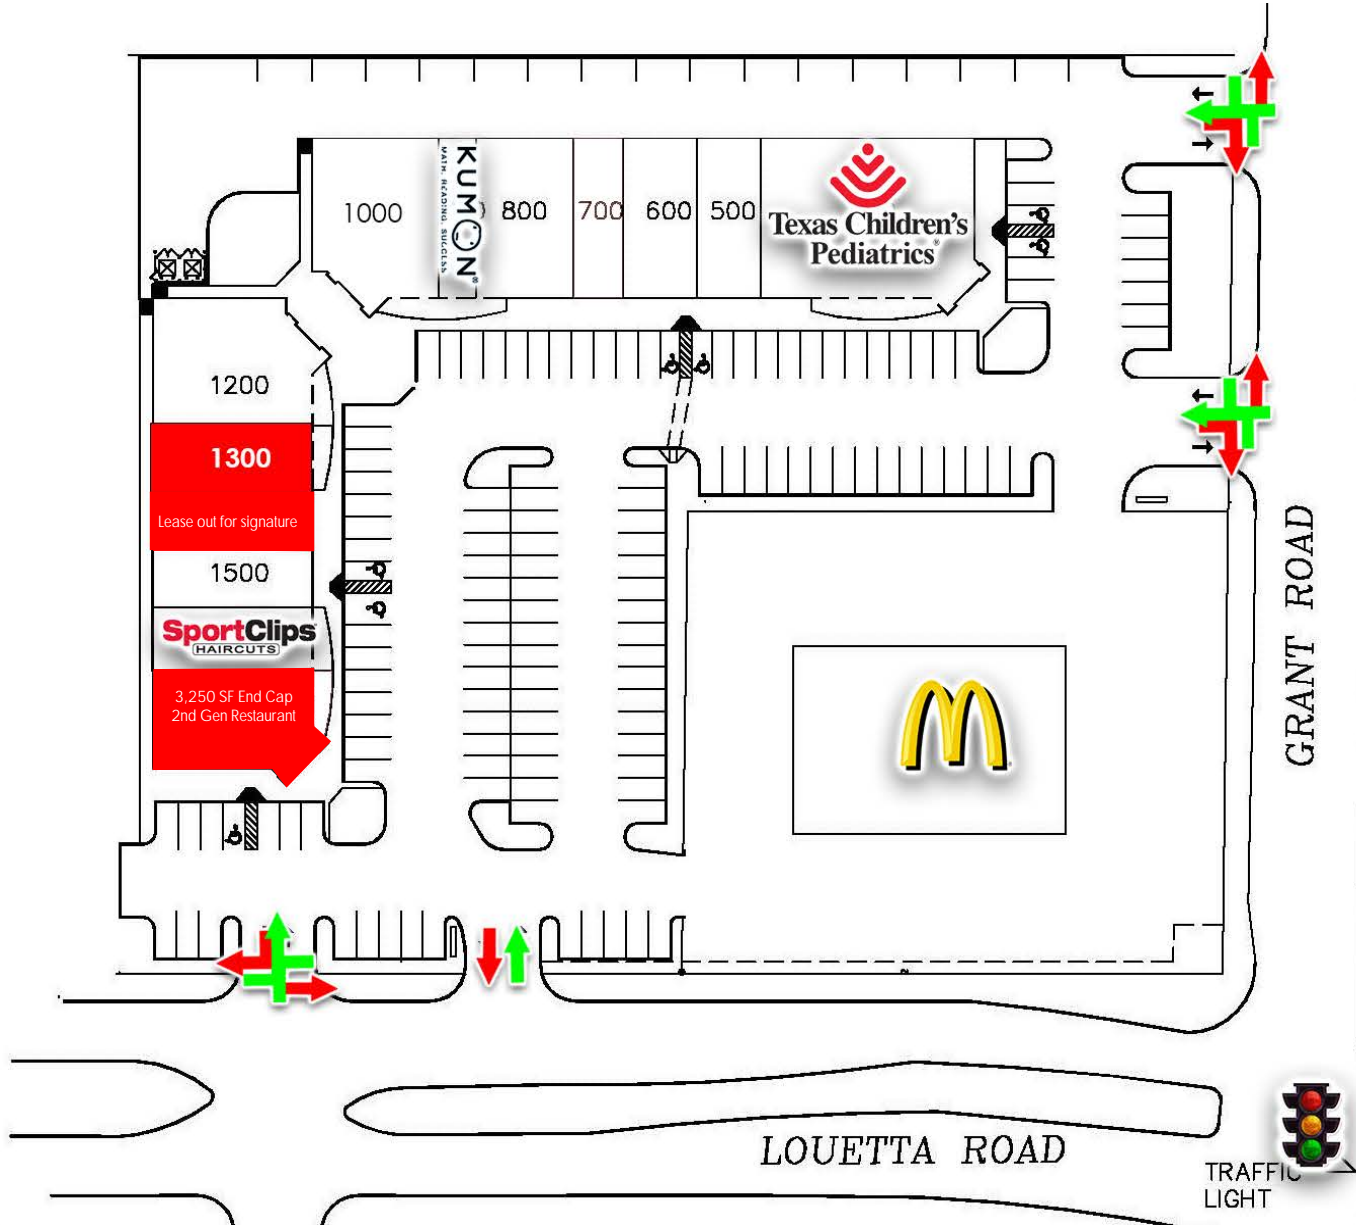 KUMON
MATH. READING. SUCCESS
1000
800
700
600
500
Texas Children's
Pediatrics
1200
1300
Lease out for signature
1500
SportClips
HAIRCUTS
3,250 SF End Cap
2nd Gen Restaurant
GRANT ROAD
LOUETTA ROAD
TRAFFIC
LIGHT